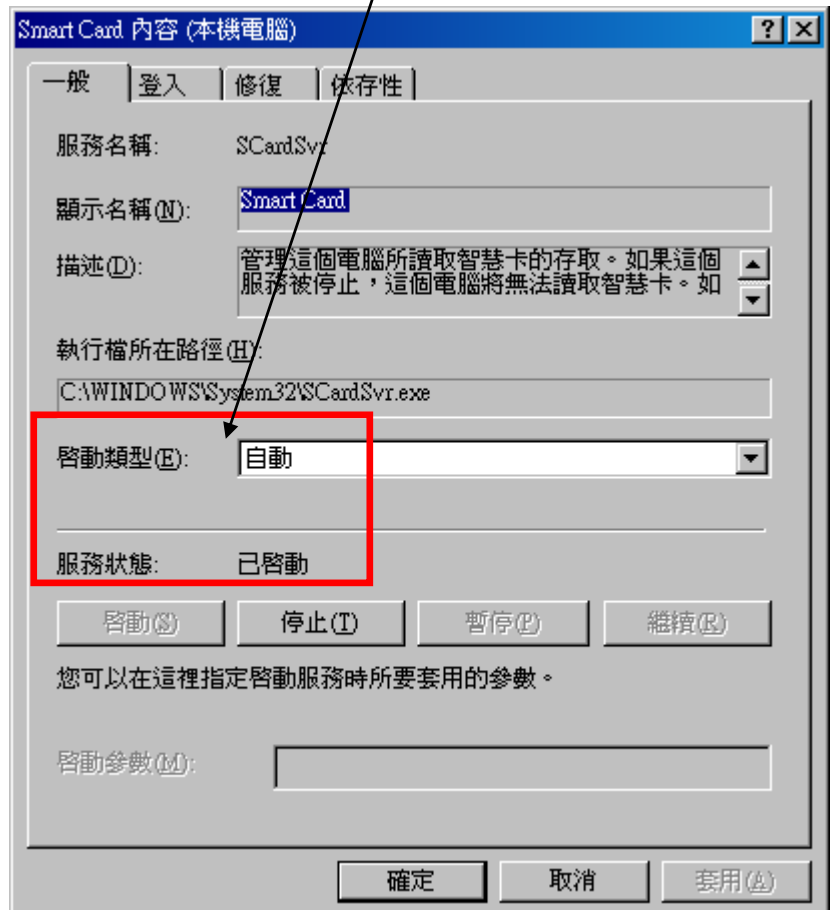 Smart Card 內容 (本機電腦)
一般 登入 修復 依存性
服務名稱: SCardSvr
顯示名稱(N): Smart Card
描述(D): 管理這個電腦所讀取智慧卡的存取。如果這個
服務被停止，這個電腦將無法讀取智慧卡。如
執行檔所在路徑(H):
C:\WINDOWS\System32\SCardSvr.exe
啓動類型(E): 自動
服務狀態: 已啓動
啓動(S) 停止(T) 暫停(P) 繼續(R)
您可以在這裡指定啓動服務時所要套用的參數。
啓動參數(M):
確定 取消 套用(A)